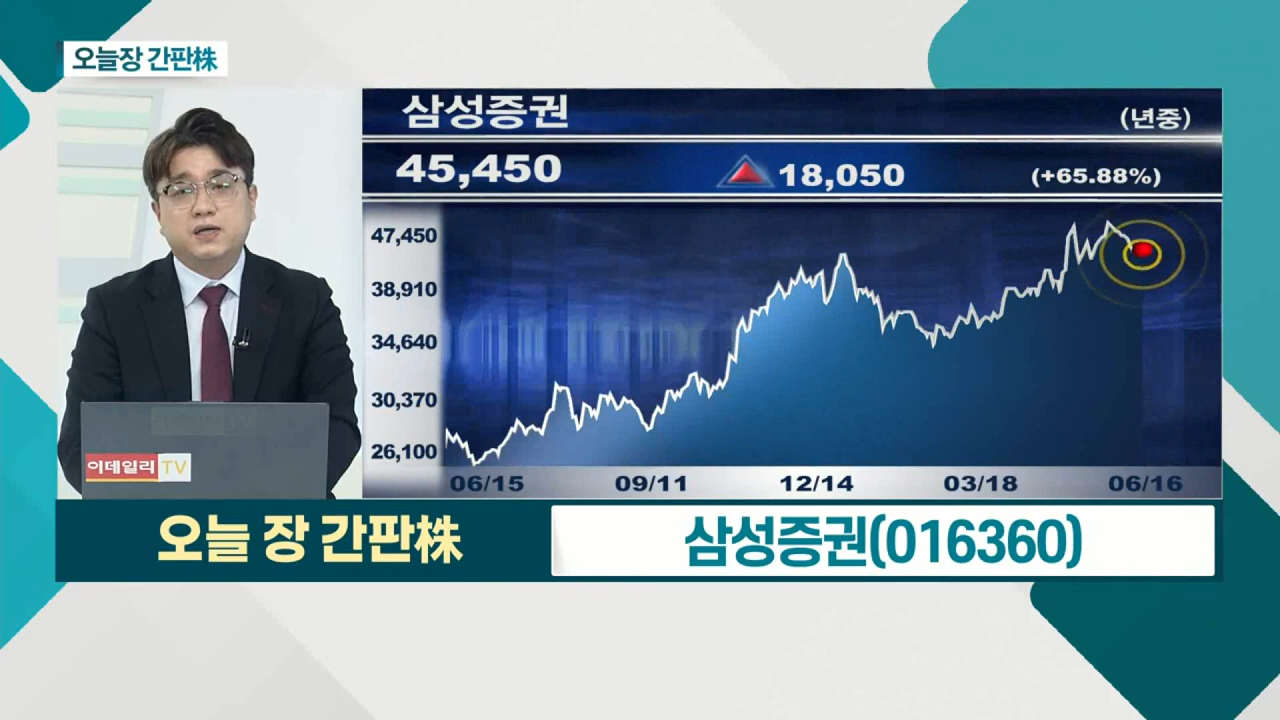 오늘장 간판株
삼성증권 (년중)
45,450 18,050 (+65.88%)
47,450
38,910
34,640
30,370
26,100
06/15 09/11 12/14 03/18 06/16
이데일리TV
오늘 장 간판株
삼성증권(016360)